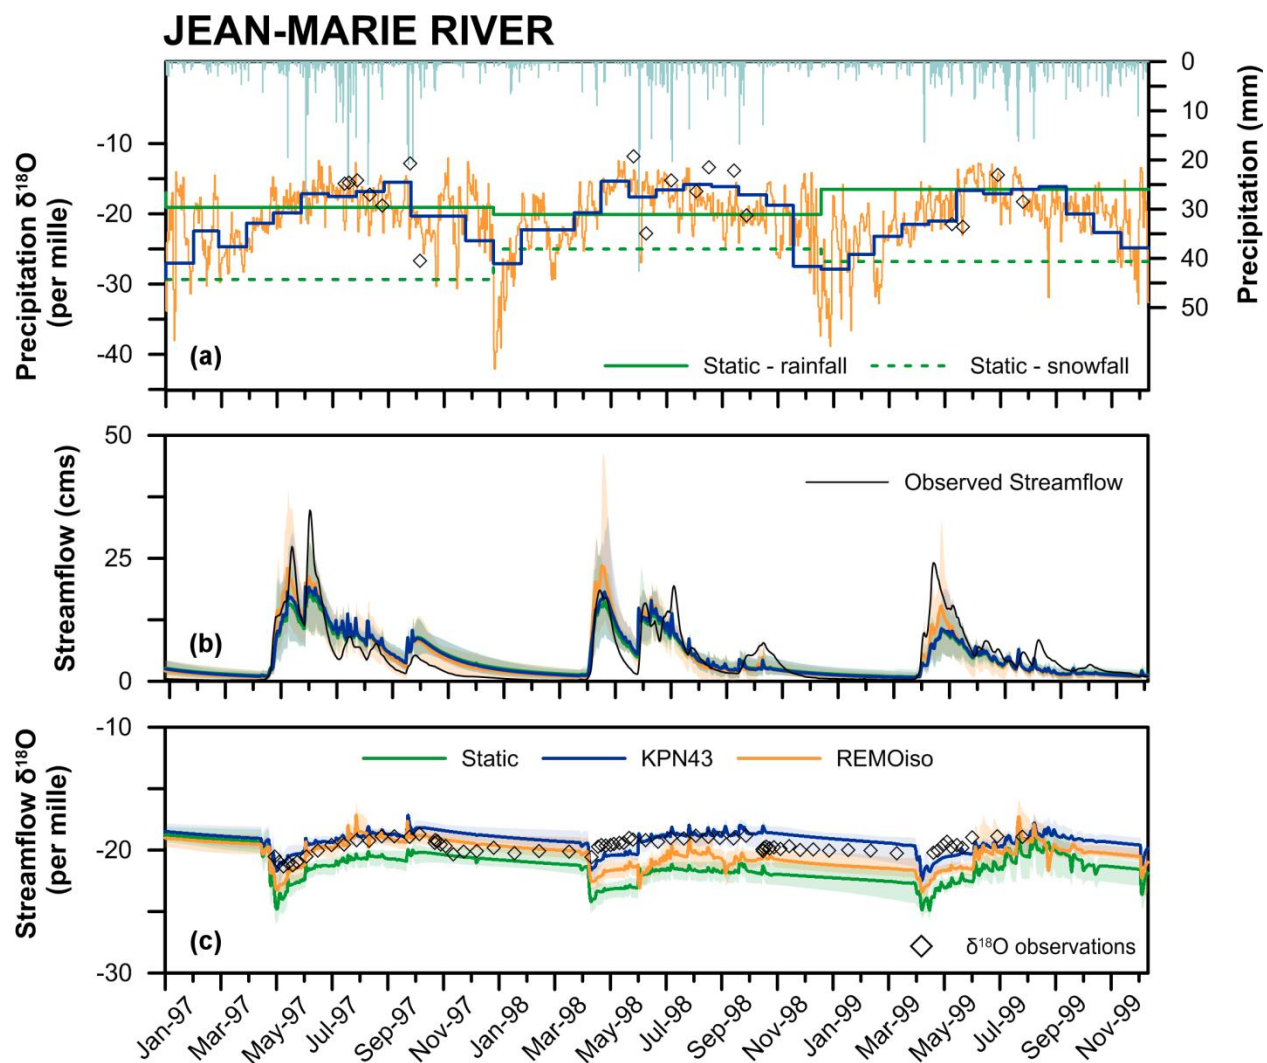 JEAN-MARIE RIVER
Precipitation δ¹⁸O
(per mille)
-10
-20
-30
-40
0
10
20
30
40
50
Precipitation (mm)
(a)
Static - rainfall
Static - snowfall
Streamflow (cms)
50
25
0
Observed Streamflow
(b)
Streamflow δ¹⁸O
(per mille)
-10
-20
-30
Static
KPN43
REMOiso
(c)
δ¹⁸O observations
Jan-97
Mar-97
May-97
Jul-97
Sep-97
Nov-97
Jan-98
Mar-98
May-98
Jul-98
Sep-98
Nov-98
Jan-99
Mar-99
May-99
Jul-99
Sep-99
Nov-99